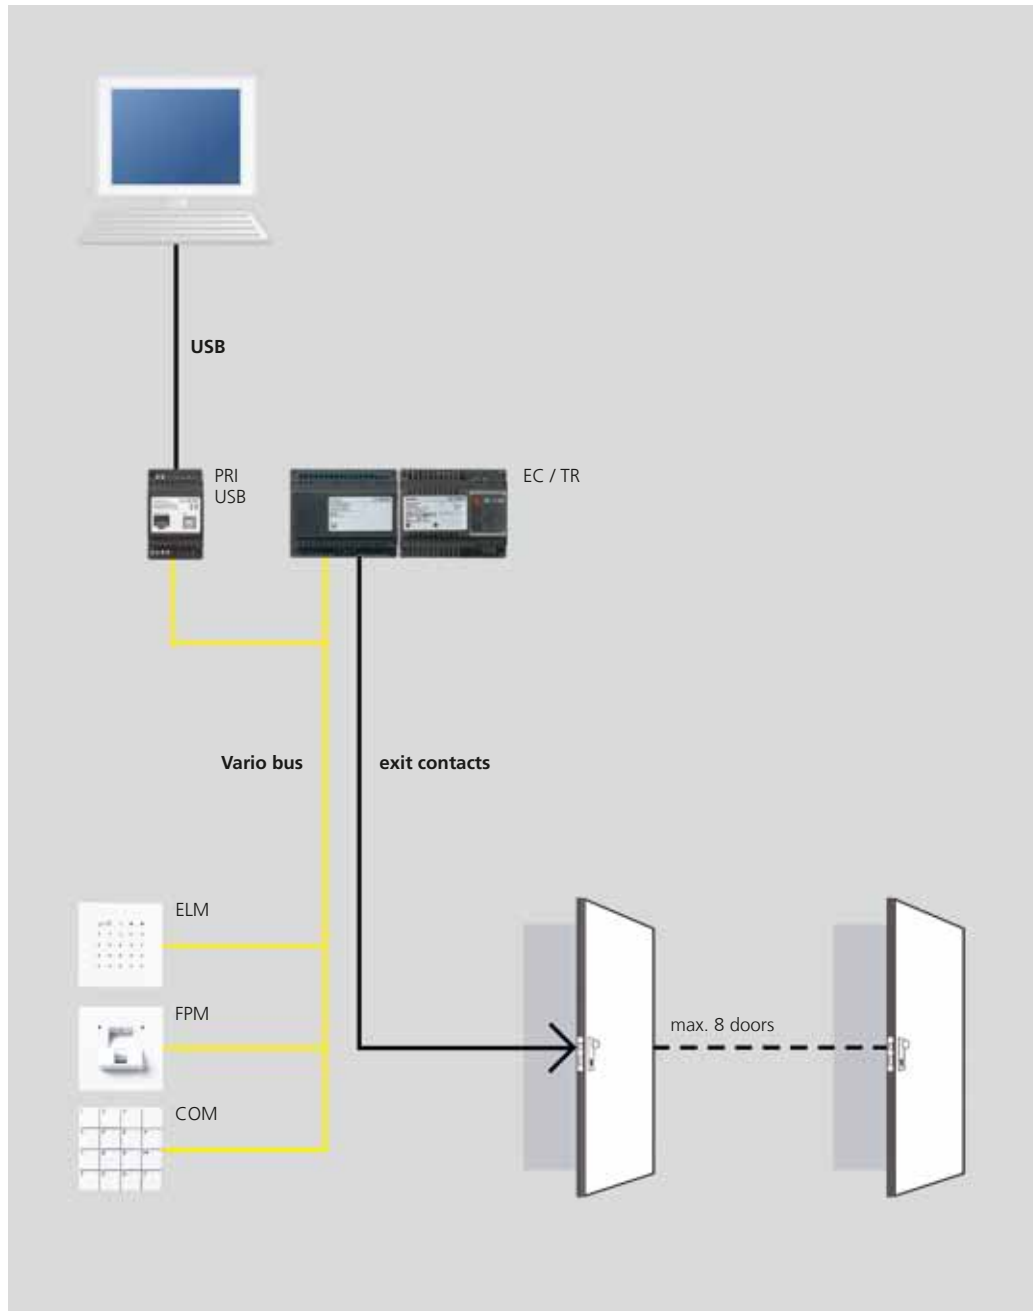 USB
PRI
USB
EC / TR
Vario bus
exit contacts
ELM
FPM
max. 8 doors
COM